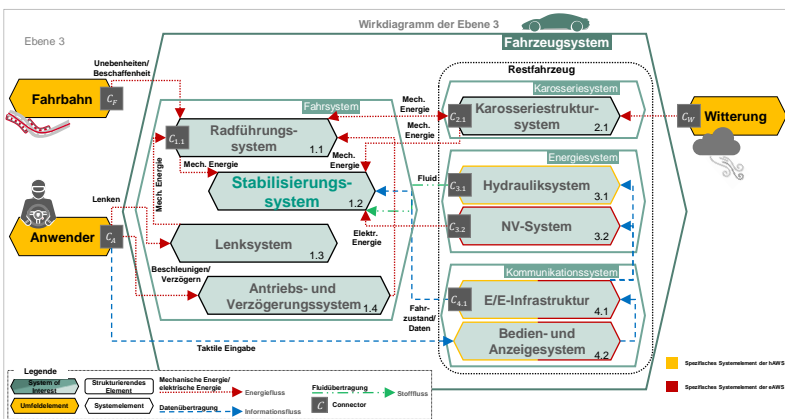 Wirkdiagramm der Ebene 3
Ebene 3
Fahrzeugsystem
Unebenheiten/
Beschaffenheit
Restfahrzeug
Karosseriesystem
Fahrbahn
C_F
Fahrsystem
Mech.
Energie
C_2.1
Karosseriestruktur-
system
2.1
C_W
Witterung
C_1.1
Radführungs-
system
1.1
Mech.
Energie
Mech. Energie
Mech. Energie
Mech.
Energie
Energiesystem
Stabilisierungs-
system
1.2
Fluid
C_3.1
Hydrauliksystem
3.1
Lenken
Anwender
C_A
Elektr.
Energie
C_3.2
NV-System
3.2
Lenksystem
1.3
Beschleunigen/
Verzögern
Kommunikationssystem
Antriebs- und
Verzögerungssystem
1.4
C_4.1
E/E-Infrastruktur
4.1
Fahr-
zustand/
Daten
Taktile Eingabe
Bedien- und
Anzeigesystem
4.2
Spezifisches Systemelement der hAWS
Spezifisches Systemelement der eAWS
Legende
System of
Interest
Strukturierendes
Element
Mechanische Energie/
elektrische Energie
Energiefluss
Fluidübertragung
Stofffluss
Umfeldelement
Systemelement
Datenübertragung
Informationsfluss
C
Connector